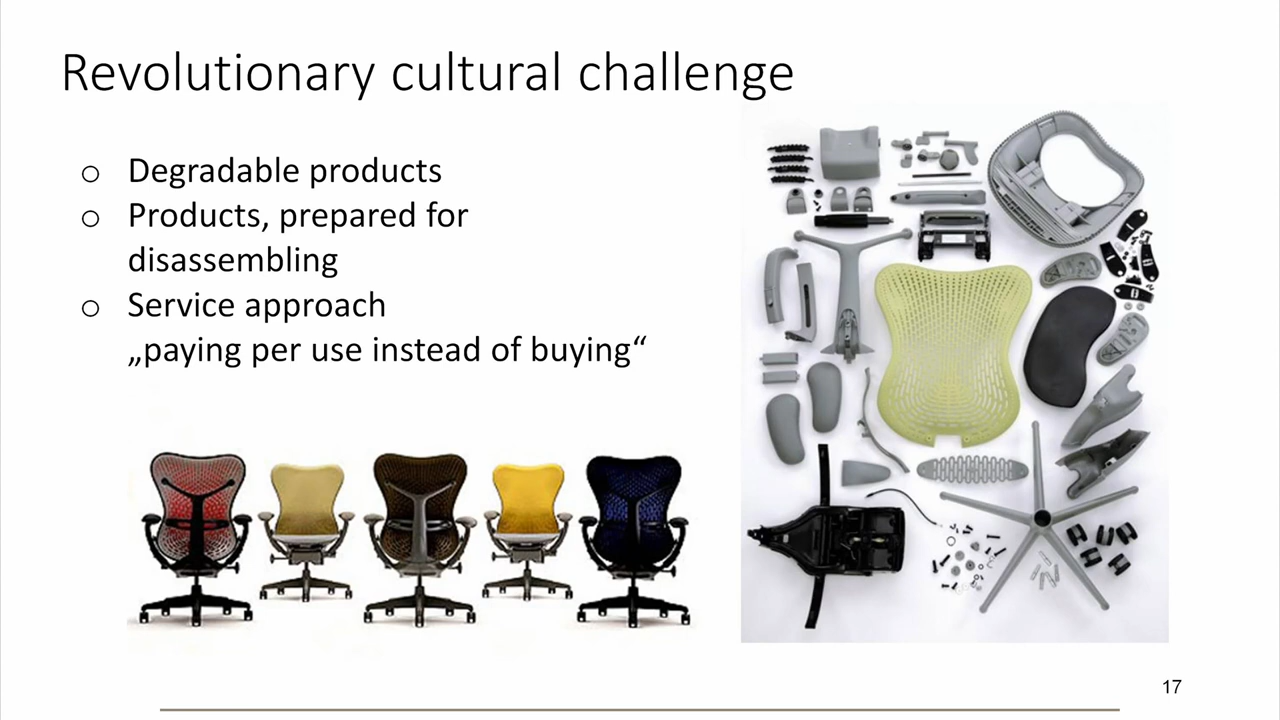 Revolutionary cultural challenge
o Degradable products
o Products, prepared for
disassembling
o Service approach
„paying per use instead of buying“
17